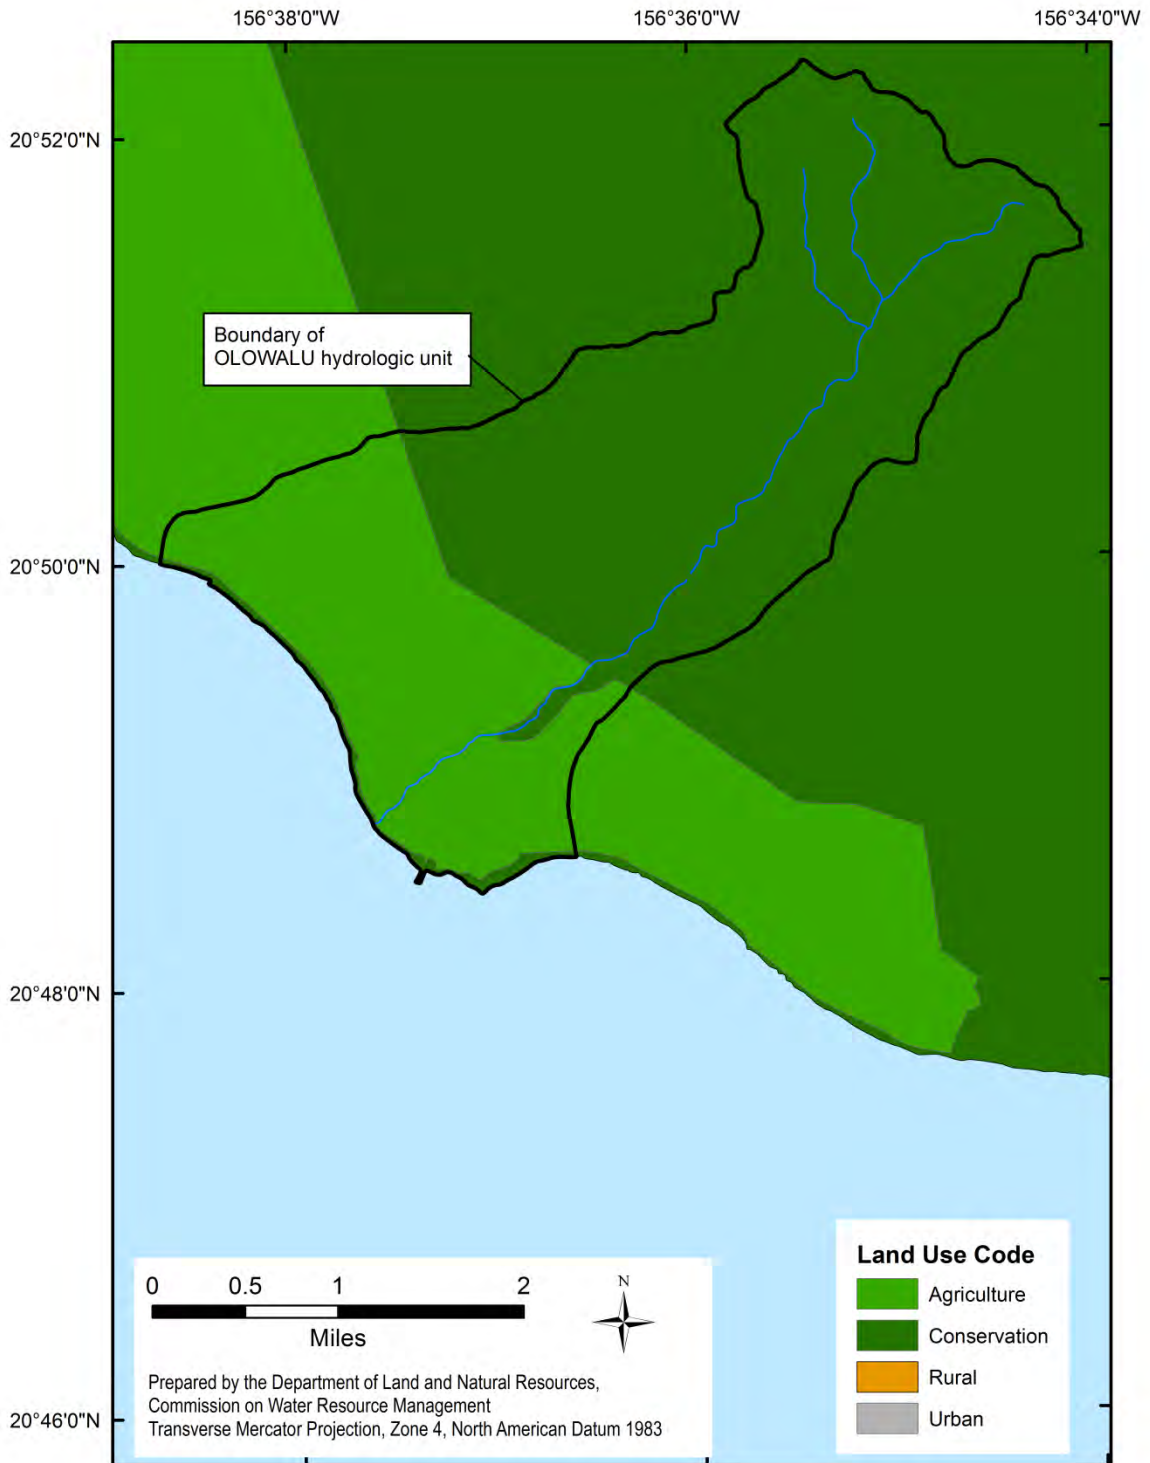 156°38'0"W
156°36'0"W
156°34'0"W
20°52'0"N
Boundary of
OLOWALU hydrologic unit
20°50'0"N
20°48'0"N
0 0.5 1 2
Miles
N
Prepared by the Department of Land and Natural Resources,
Commission on Water Resource Management
Transverse Mercator Projection, Zone 4, North American Datum 1983
Land Use Code
Agriculture
Conservation
Rural
Urban
20°46'0"N